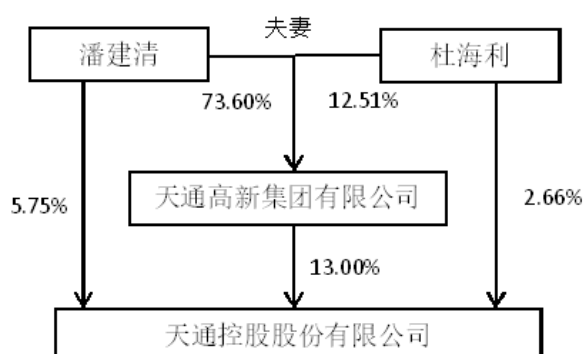 夫妻
潘建清
杜海利
73.60%
12.51%
天通高新集团有限公司
5.75%
2.66%
13.00%
天通控股股份有限公司